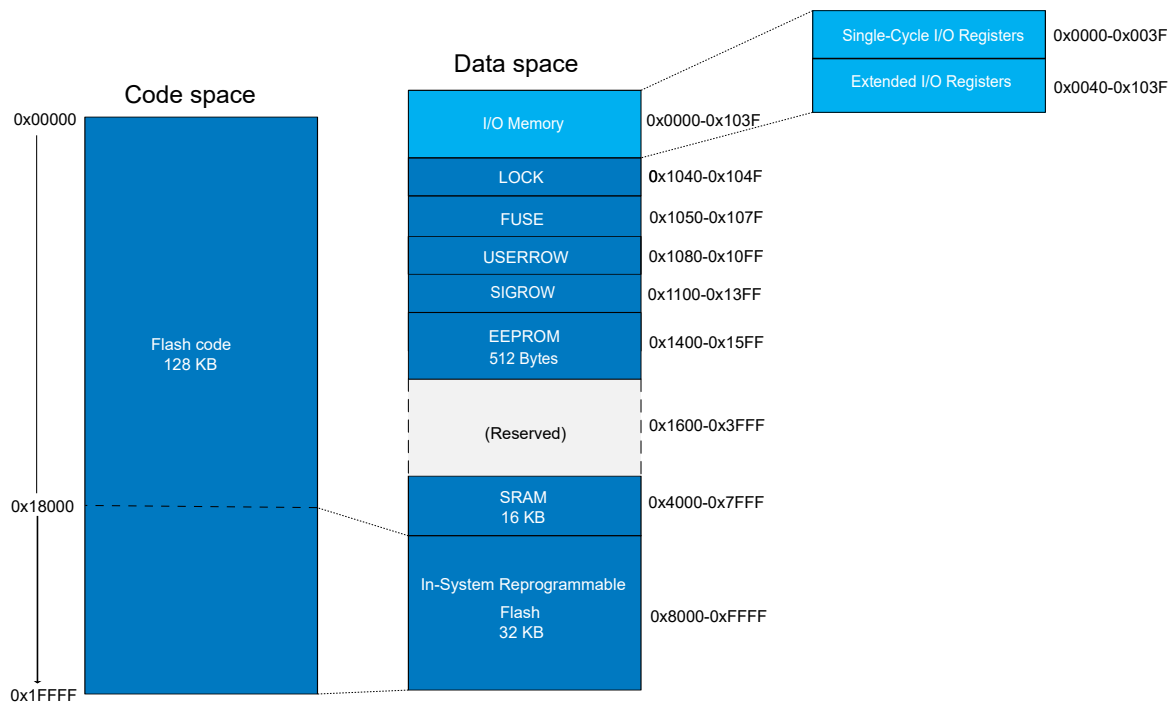 Code space
0x00000
Flash code
128 KB
0x18000
0x1FFFF
Data space
I/O Memory
0x0000-0x103F
LOCK
0x1040-0x104F
FUSE
0x1050-0x107F
USERROW
0x1080-0x10FF
SIGROW
0x1100-0x13FF
EEPROM
512 Bytes
0x1400-0x15FF
(Reserved)
0x1600-0x3FFF
SRAM
16 KB
0x4000-0x7FFF
In-System Reprogrammable
Flash
32 KB
0x8000-0xFFFF
Single-Cycle I/O Registers
0x0000-0x003F
Extended I/O Registers
0x0040-0x103F